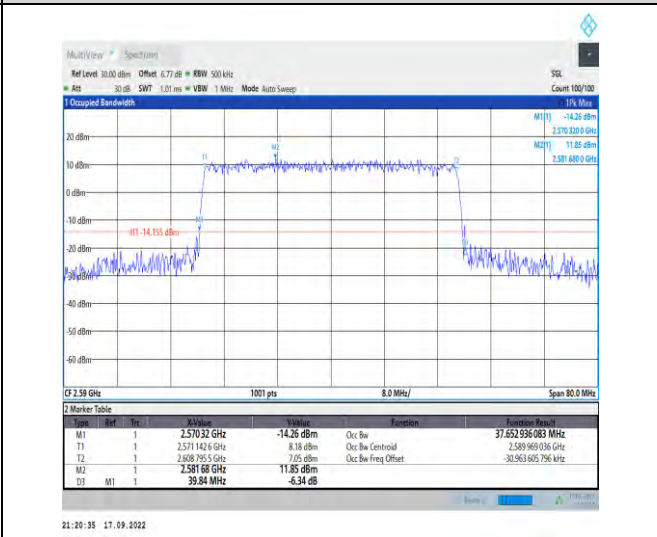 MultiView Spectrum
Ref Level 30.00 dBm Offset 6.77 dB RBW 500 kHz SGL
Att 30 dB SWT 1.01 ms VBW 1 MHz Mode Auto Sweep Count 100/100
1 Occupied Bandwidth 1Pk Max
M1[1] -14.26 dBm
2.570 320 0 GHz
M2[1] 11.85 dBm
2.581 680 0 GHz
20 dBm
T1 M2 T2
10 dBm
0 dBm
-10 dBm
H1 -14.155 dBm
-20 dBm
-30 dBm
-40 dBm
-50 dBm
-60 dBm
CF 2.59 GHz 1001 pts 8.0 MHz/ Span 80.0 MHz
2 Marker Table
Type Ref Trc X-Value Y-Value Function Function Result
M1 1 2.57032 GHz -14.26 dBm Occ Bw 37.652 936 083 MHz
T1 1 2.571 142 6 GHz 8.18 dBm Occ Bw Centroid 2.589 969 036 GHz
T2 1 2.608 795 5 GHz 7.05 dBm Occ Bw Freq Offset -30.963 605 796 kHz
M2 1 2.581 68 GHz 11.85 dBm
D3 M1 1 39.84 MHz -6.34 dB
21:20:35 17.09.2022